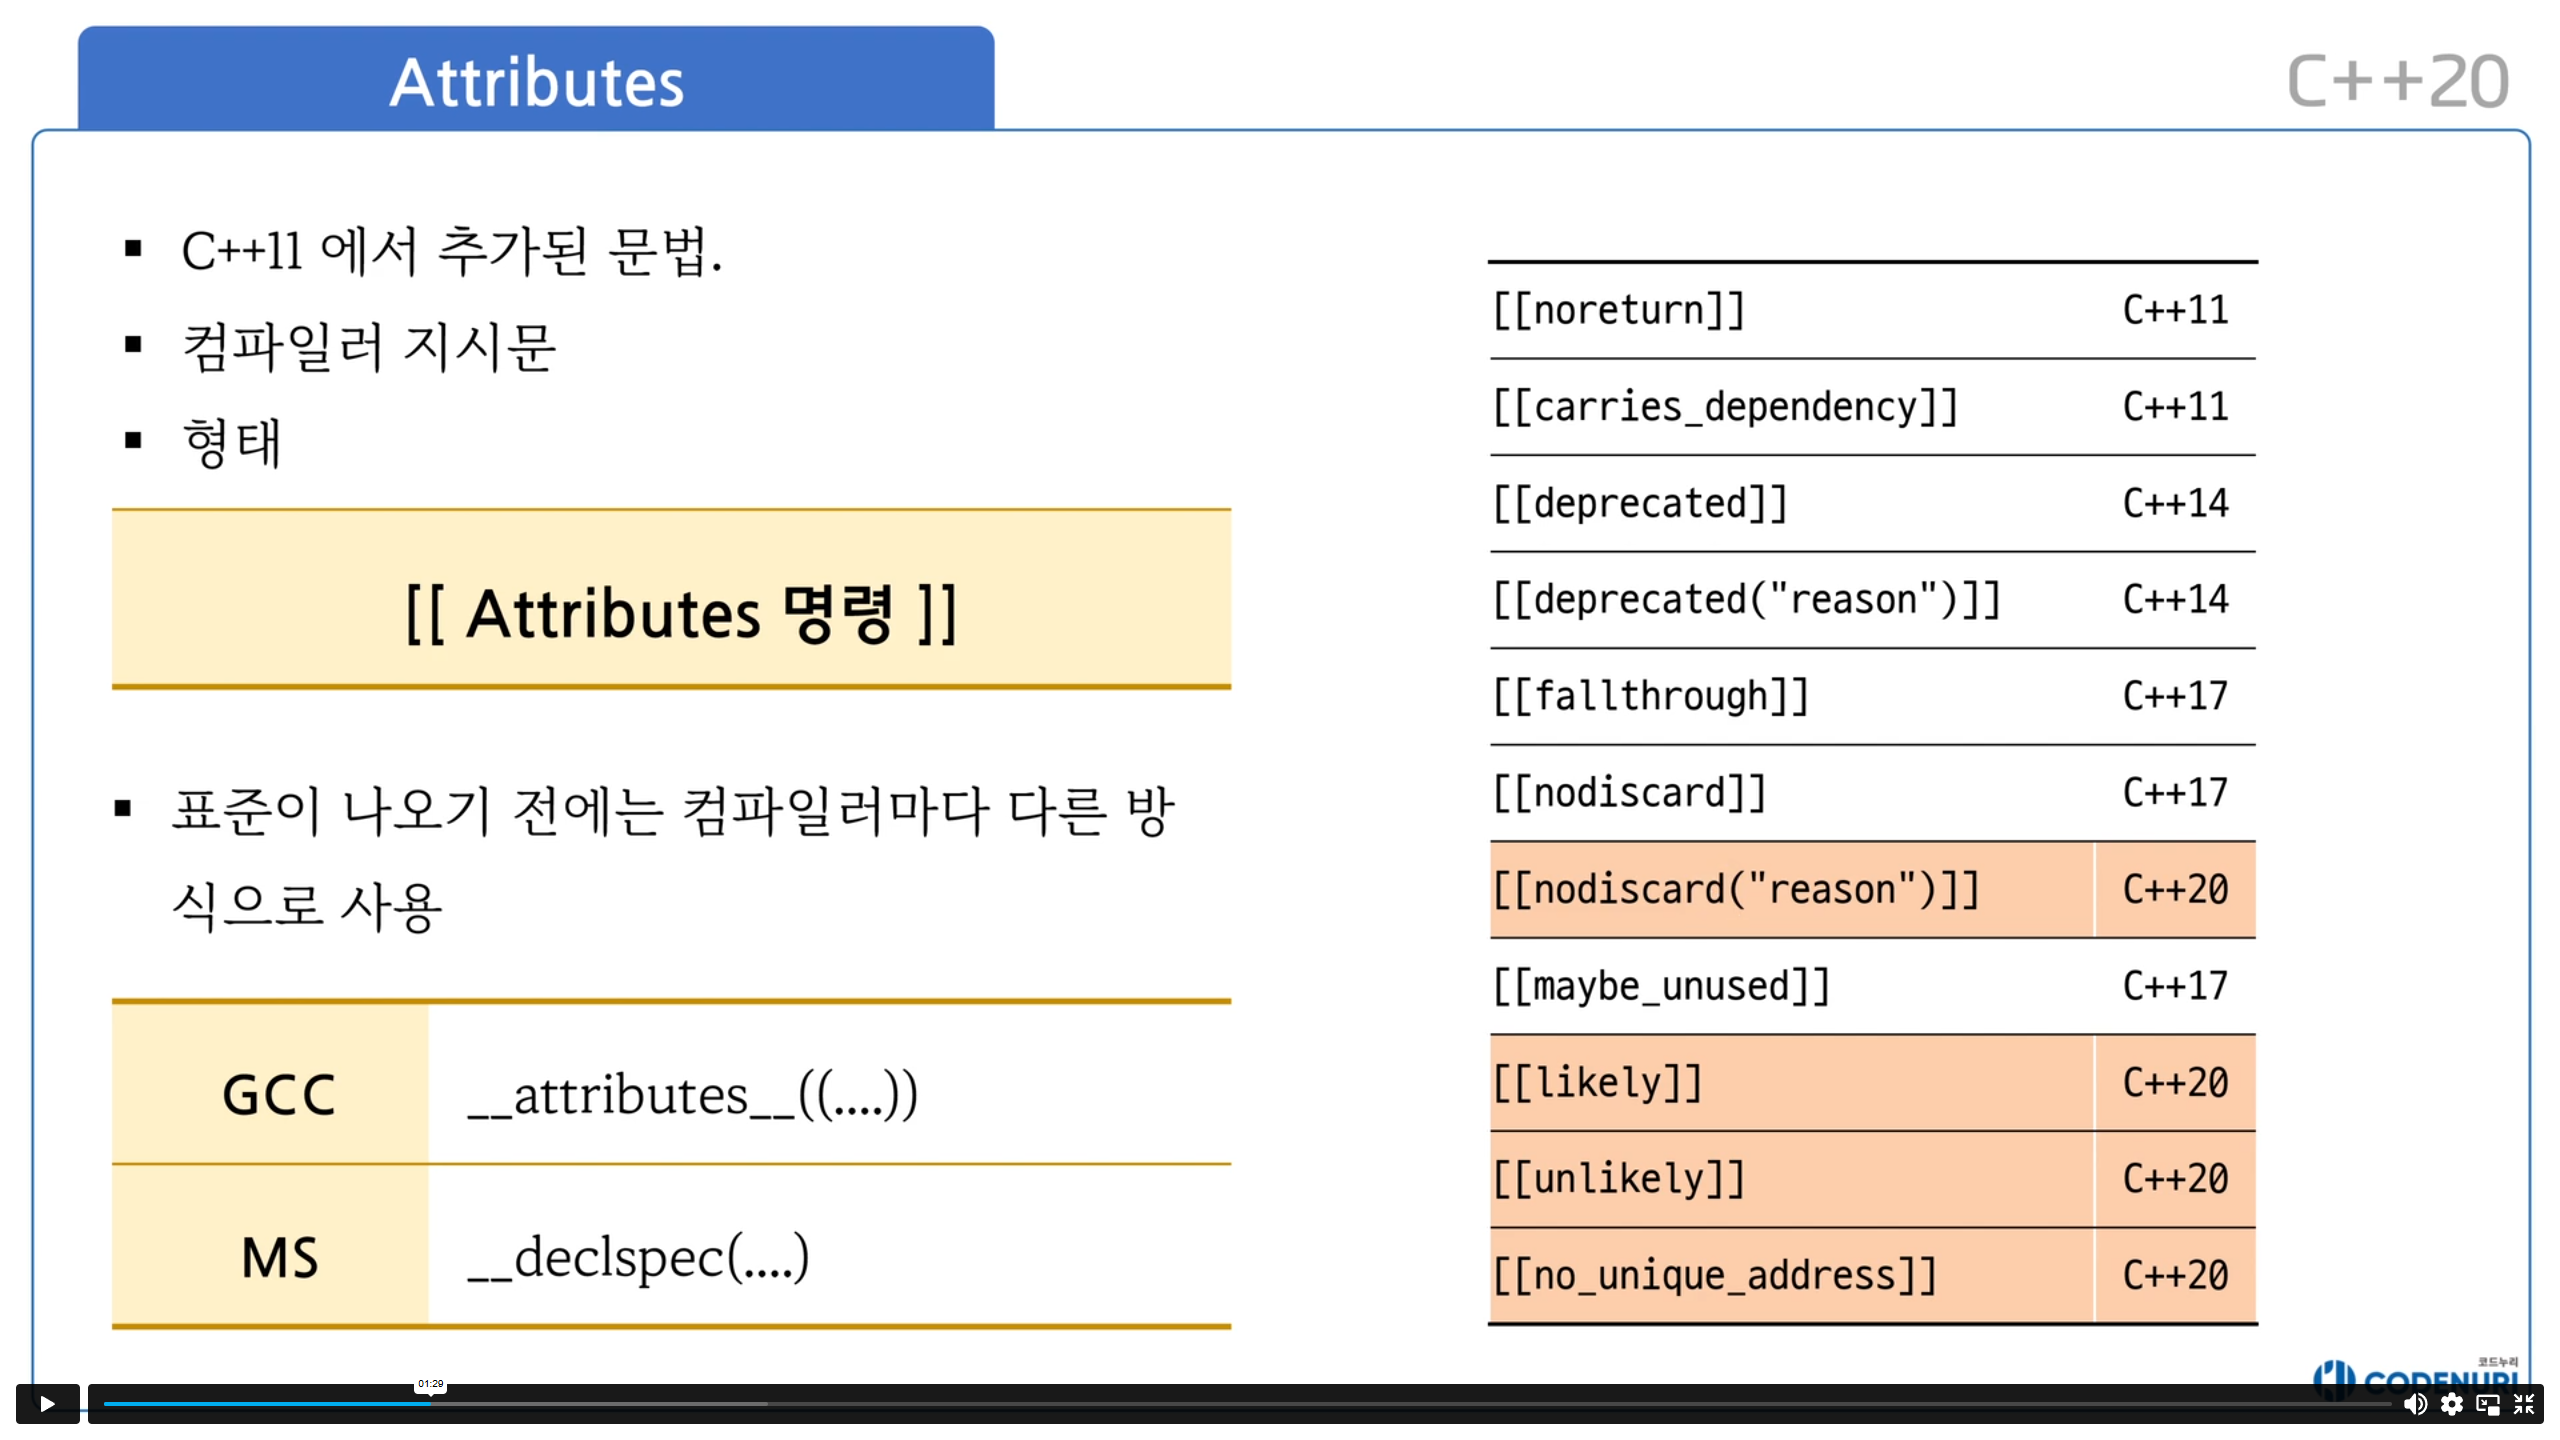 Attributes
C++20
▪ C++11 에서 추가된 문법.
▪ 컴파일러 지시문
▪ 형태
[[ Attributes 명령 ]]
▪ 표준이 나오기 전에는 컴파일러마다 다른 방
식으로 사용
GCC __attributes__((....))
MS __declspec(....)
[[noreturn]] C++11
[[carries_dependency]] C++11
[[deprecated]] C++14
[[deprecated("reason")]] C++14
[[fallthrough]] C++17
[[nodiscard]] C++17
[[nodiscard("reason")]] C++20
[[maybe_unused]] C++17
[[likely]] C++20
[[unlikely]] C++20
[[no_unique_address]] C++20
코드누리
CODENURI
01:29